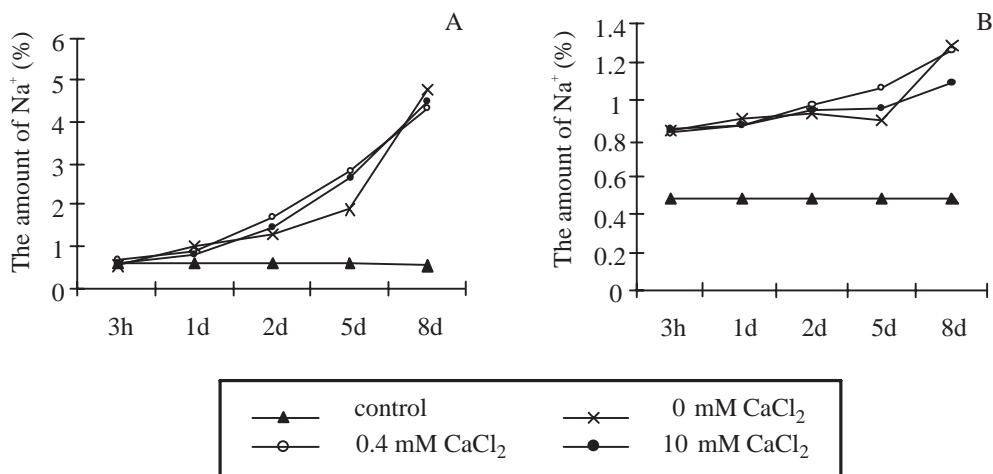 A
The amount of Na⁺ (%)
6
5
4
3
2
1
0
3h 1d 2d 5d 8d
B
The amount of Na⁺ (%)
1.4
1.2
1
0.8
0.6
0.4
0.2
0
3h 1d 2d 5d 8d
control
0 mM CaCl₂
0.4 mM CaCl₂
10 mM CaCl₂